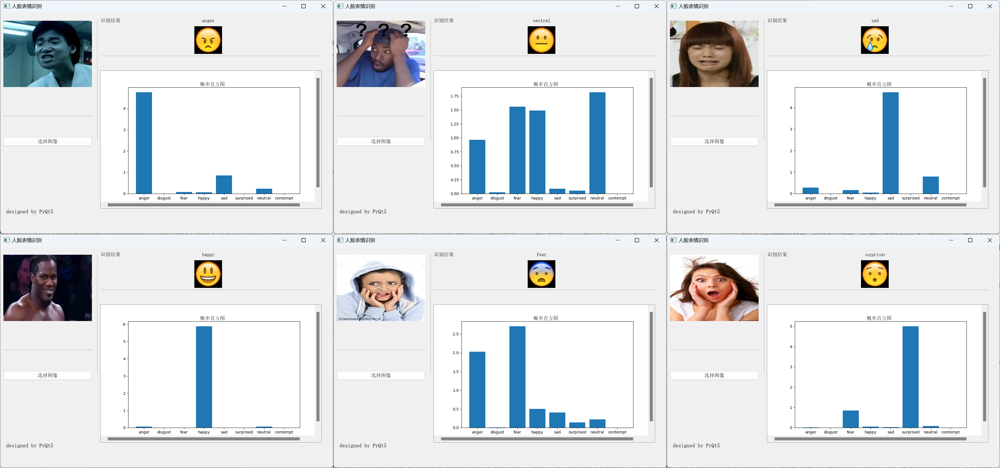 人脸表情识别
识别结果
anger
概率直方图
4
3
2
1
0
anger disgust fear happy sad surprised neutral contempt
选择图像
designed by PyQt5
人脸表情识别
? ? ?
识别结果
neutral
概率直方图
1.75
1.50
1.25
1.00
0.75
0.50
0.25
0.00
anger disgust fear happy sad surprised neutral contempt
选择图像
designed by PyQt5
人脸表情识别
识别结果
sad
概率直方图
4
3
2
1
0
anger disgust fear happy sad surprised neutral contempt
选择图像
designed by PyQt5
人脸表情识别
识别结果
happy
概率直方图
6
5
4
3
2
1
0
anger disgust fear happy sad surprised neutral contempt
选择图像
designed by PyQt5
人脸表情识别
识别结果
fear
概率直方图
2.5
2.0
1.5
1.0
0.5
0.0
anger disgust fear happy sad surprised neutral contempt
选择图像
designed by PyQt5
人脸表情识别
识别结果
surprised
概率直方图
5
4
3
2
1
0
anger disgust fear happy sad surprised neutral contempt
选择图像
designed by PyQt5